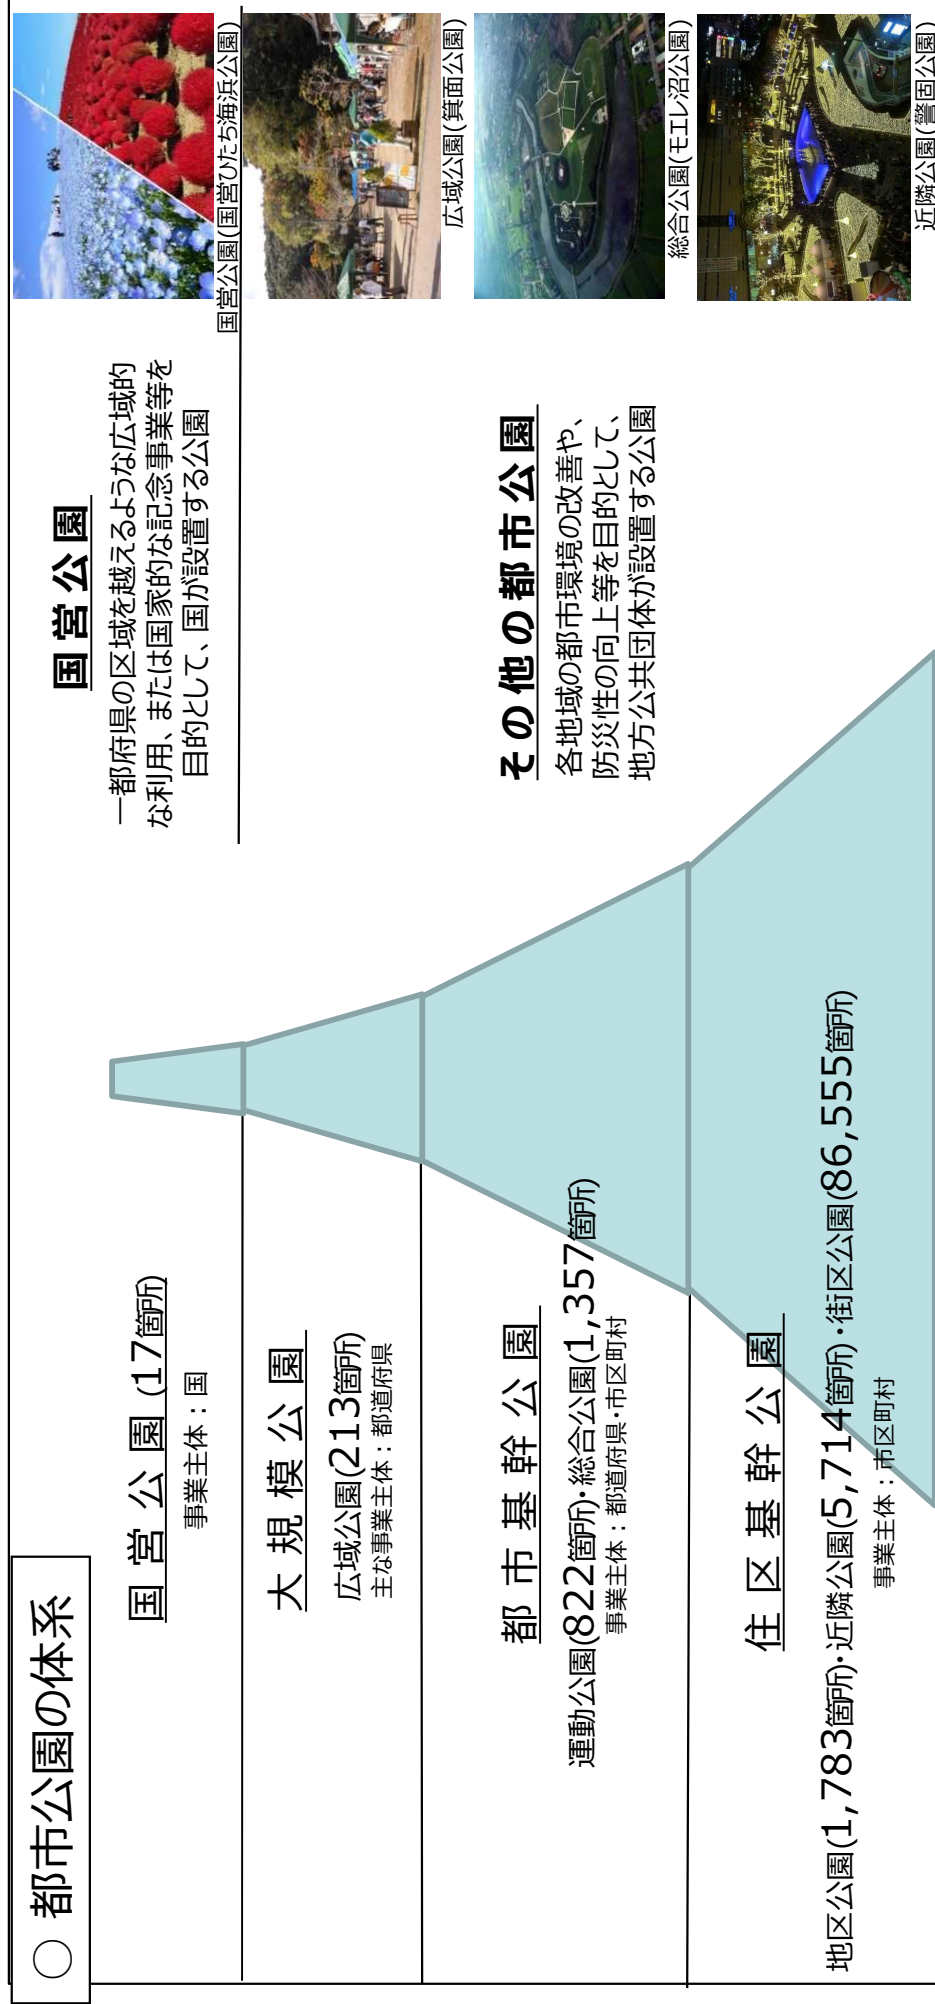 ○ 都市公園の体系
国営公園(17箇所)
事業主体：国
大規模公園
広域公園(213箇所)
主な事業主体：都道府県
都市基幹公園
運動公園(822箇所)・総合公園(1,357箇所)
事業主体：都道府県・市区町村
住区基幹公園
地区公園(1,783箇所)・近隣公園(5,714箇所)・街区公園(86,555箇所)
事業主体：市区町村
国営公園
一都府県の区域を越えるような広域的
な利用、または国家的な記念事業等を
目的として、国が設置する公園
その他の都市公園
各地域の都市環境の改善や、
防災性の向上等を目的として、
地方公共団体が設置する公園
国営公園(国営ひたち海浜公園)
広域公園(箕面公園)
総合公園(モエレ沼公園)
近隣公園(警固公園)